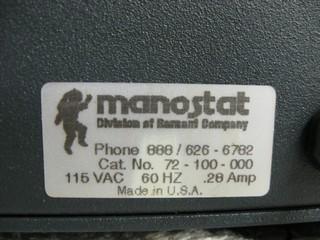 manostat
Division of Barnant Company
Phone 888/626-6782
Cat. No. 72-100-000
115 VAC 60 HZ .28 Amp
Made in U.S.A.